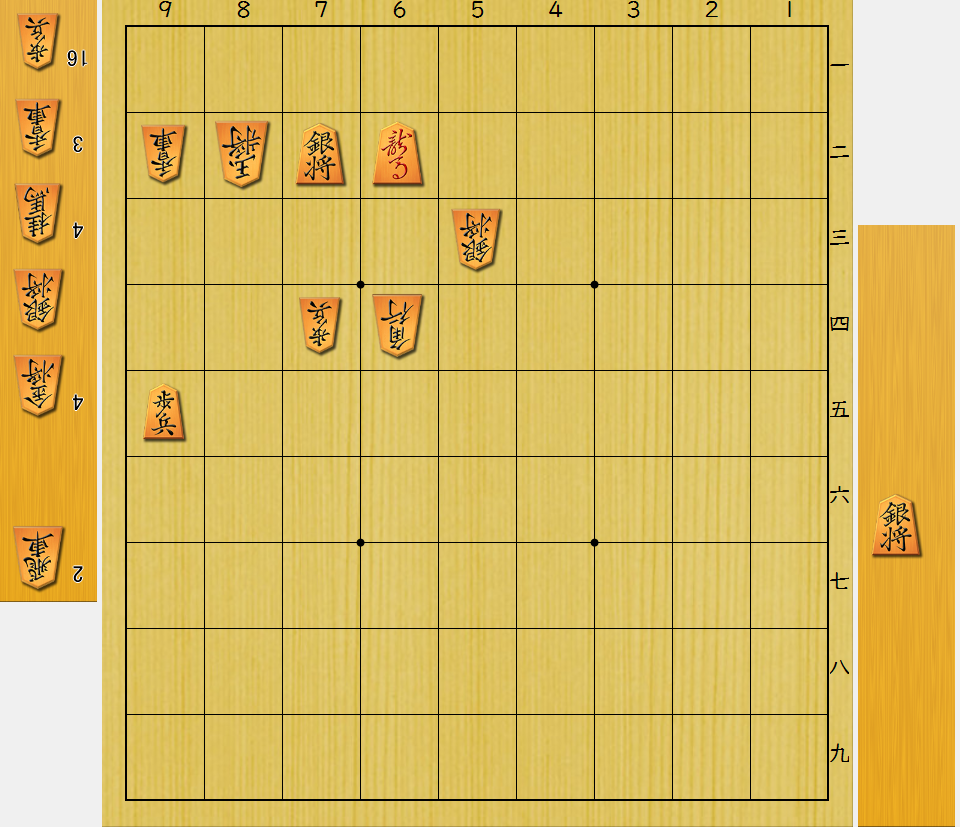 9 8 7 6 5 4 3 2 1
一
二
三
四
五
六
七
八
九
歩兵 16
香車 3
桂馬 4
銀将
金将 4
飛車 2
香車 玉将 銀将 龍馬
銀将
歩兵 角行
歩兵
銀将